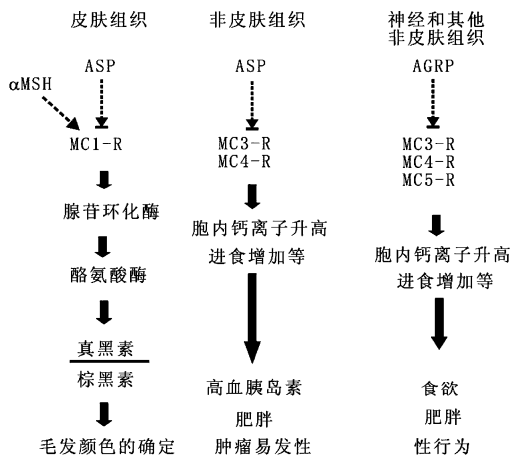 皮肤组织
ASP
αMSH
MC1-R
腺苷环化酶
酪氨酸酶
真黑素
棕黑素
毛发颜色的确定
非皮肤组织
ASP
MC3-R
MC4-R
胞内钙离子升高
进食增加等
高血胰岛素
肥胖
肿瘤易发性
神经和其他
非皮肤组织
AGRP
MC3-R
MC4-R
MC5-R
胞内钙离子升高
进食增加等
食欲
肥胖
性行为